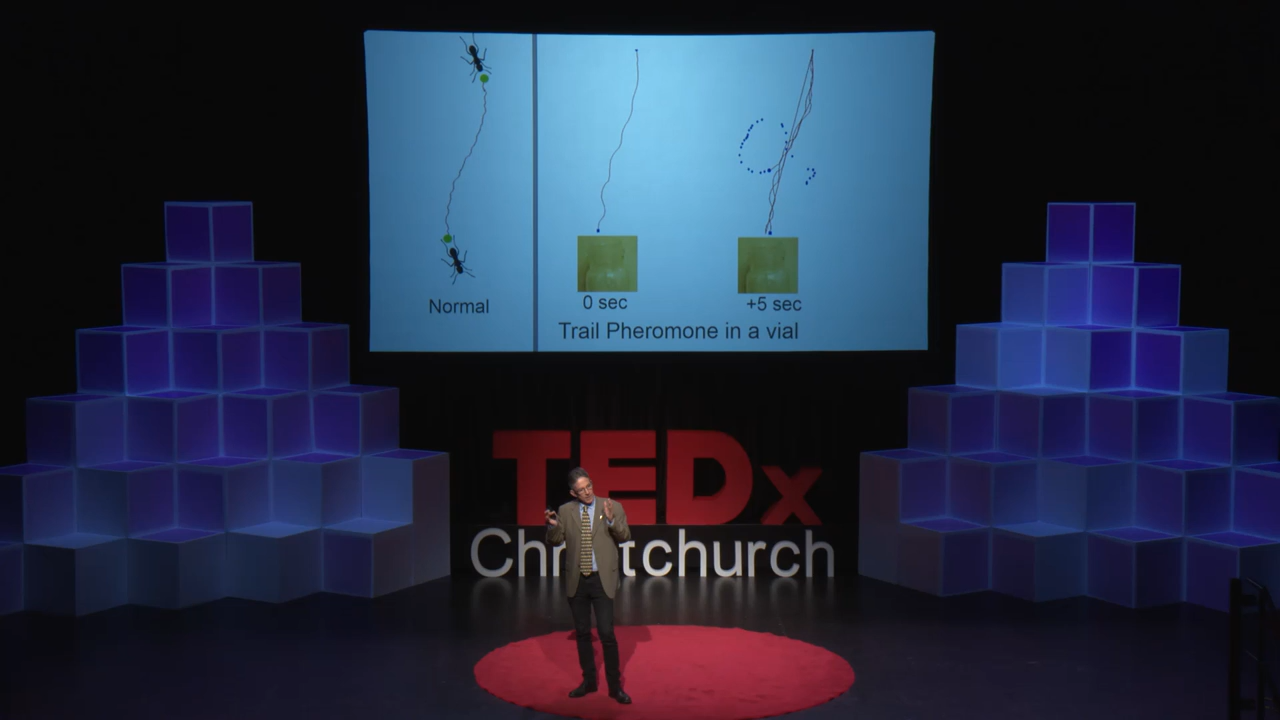 Normal
0 sec
+5 sec
Trail Pheromone in a vial
TEDx
Christchurch